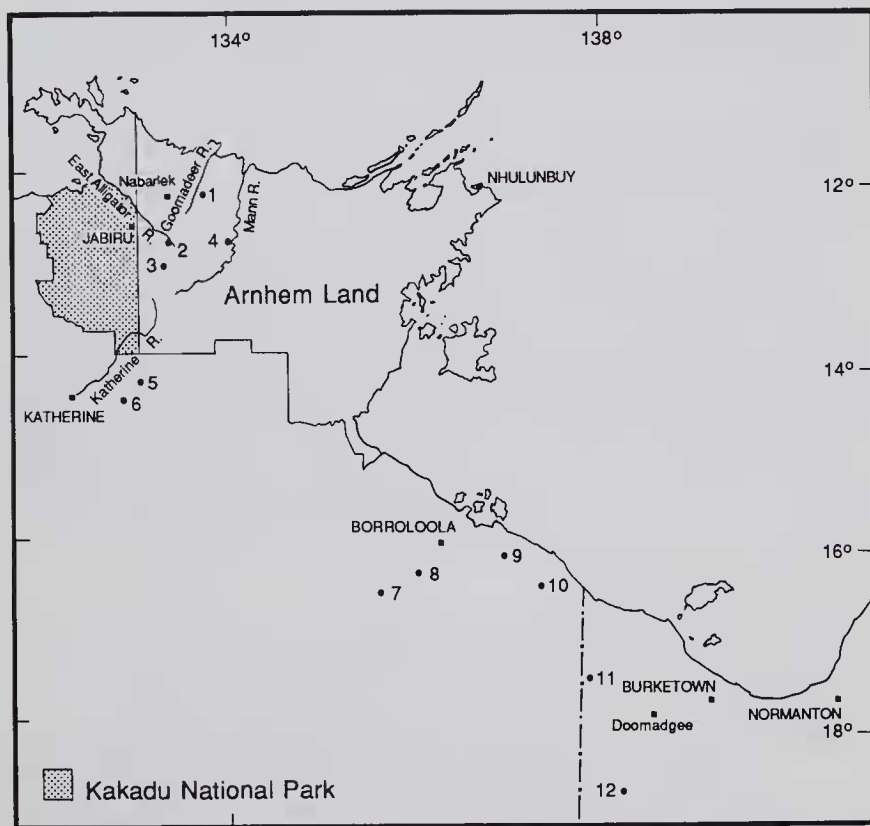 134°
138°
12°
14°
16°
18°
East Alligator
R.
Nabarlek
Goomadeer R.
Mann R.
NHULUNBUY
JABIRU
1
2
3
4
Arnhem Land
Katherine R.
KATHERINE
5
6
BORROLOOLA
7
8
9
10
11
BURKETOWN
Doomadgee
NORMANTON
12
Kakadu National Park